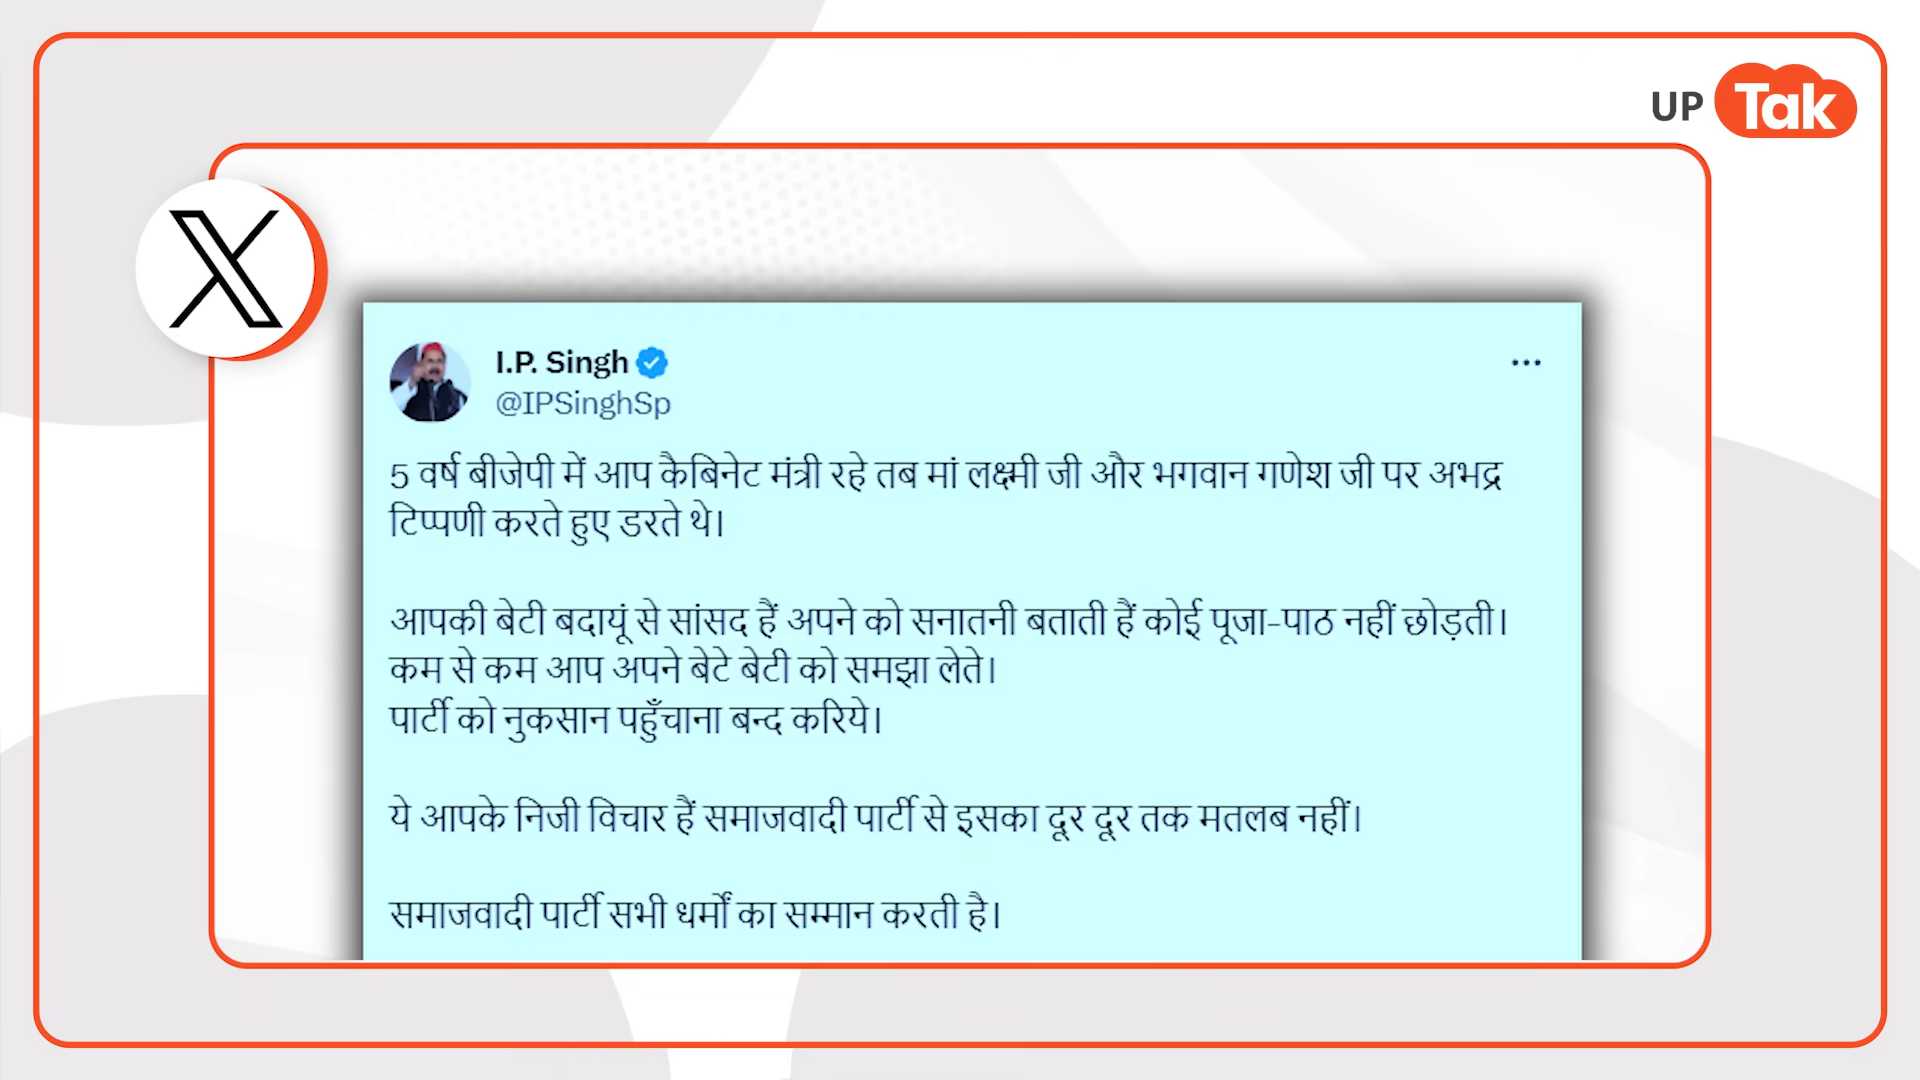 UP Tak
I.P. Singh
@IPSinghSp
5 वर्ष बीजेपी में आप कैबिनेट मंत्री रहे तब मां लक्ष्मी जी और भगवान गणेश जी पर अभद्र
टिप्पणी करते हुए डरते थे।
आपकी बेटी बदायूं से सांसद हैं अपने को सनातनी बताती हैं कोई पूजा-पाठ नहीं छोड़ती।
कम से कम आप अपने बेटे बेटी को समझा लेते।
पार्टी को नुकसान पहुँचाना बन्द करिये।
ये आपके निजी विचार हैं समाजवादी पार्टी से इसका दूर दूर तक मतलब नहीं।
समाजवादी पार्टी सभी धर्मों का सम्मान करती है।